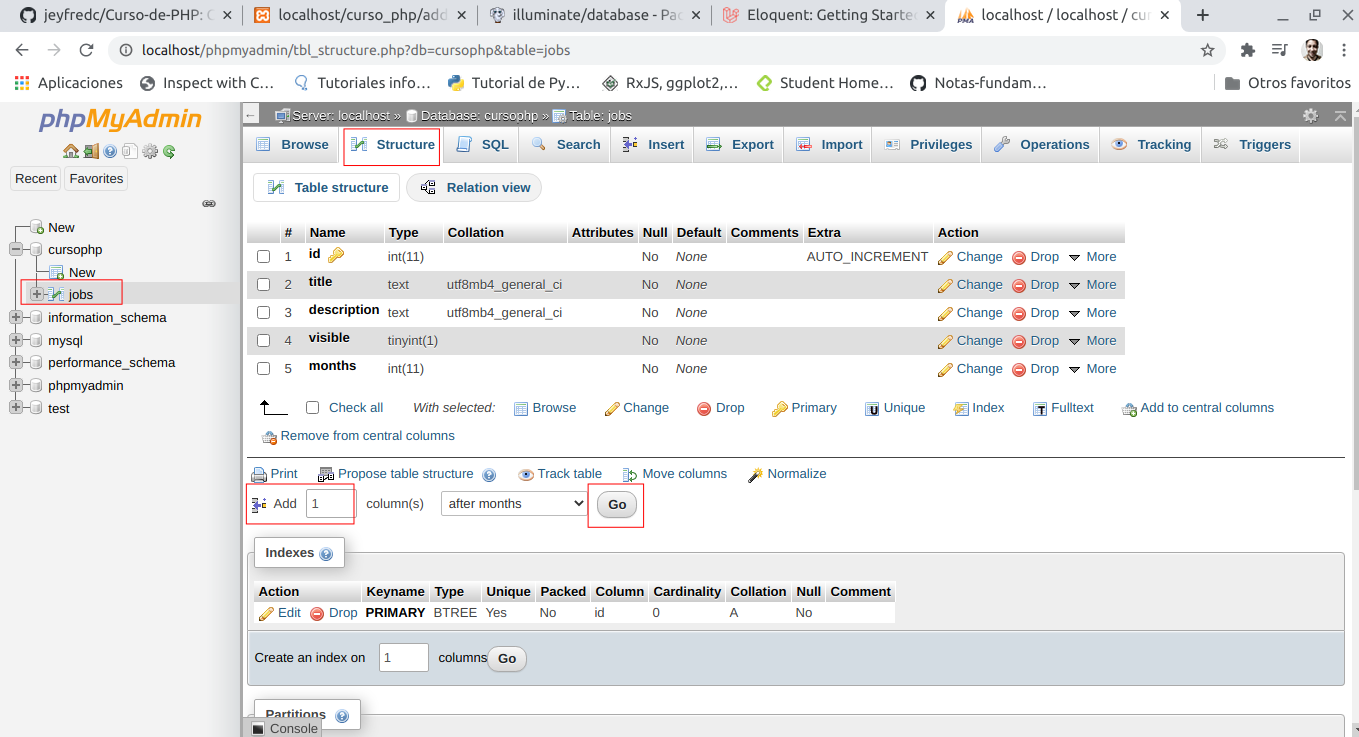 jeyfredc/Curso-de-PHP: C
localhost/curso_php/add
illuminate/database - Pac
Eloquent: Getting Starte
localhost / localhost / cur
localhost/phpmyadmin/tbl_structure.php?db=cursophp&table=jobs
Aplicaciones Inspect with C… Tutoriales info… Tutorial de Py… RxJS, ggplot2,… Student Home… Notas-fundam… Otros favoritos
phpMyAdmin
Recent Favorites
New
cursophp
New
jobs
information_schema
mysql
performance_schema
phpmyadmin
test
Server: localhost » Database: cursophp » Table: jobs
Browse Structure SQL Search Insert Export Import Privileges Operations Tracking Triggers
Table structure Relation view
# Name Type Collation Attributes Null Default Comments Extra Action
1 id int(11) No None AUTO_INCREMENT Change Drop More
2 title text utf8mb4_general_ci No None Change Drop More
3 description text utf8mb4_general_ci No None Change Drop More
4 visible tinyint(1) No None Change Drop More
5 months int(11) No None Change Drop More
Check all With selected: Browse Change Drop Primary Unique Index Fulltext Add to central columns
Remove from central columns
Print Propose table structure Track table Move columns Normalize
Add 1 column(s) after months Go
Indexes
Action Keyname Type Unique Packed Column Cardinality Collation Null Comment
Edit Drop PRIMARY BTREE Yes No id 0 A No
Create an index on 1 columns Go
Partitions
Console